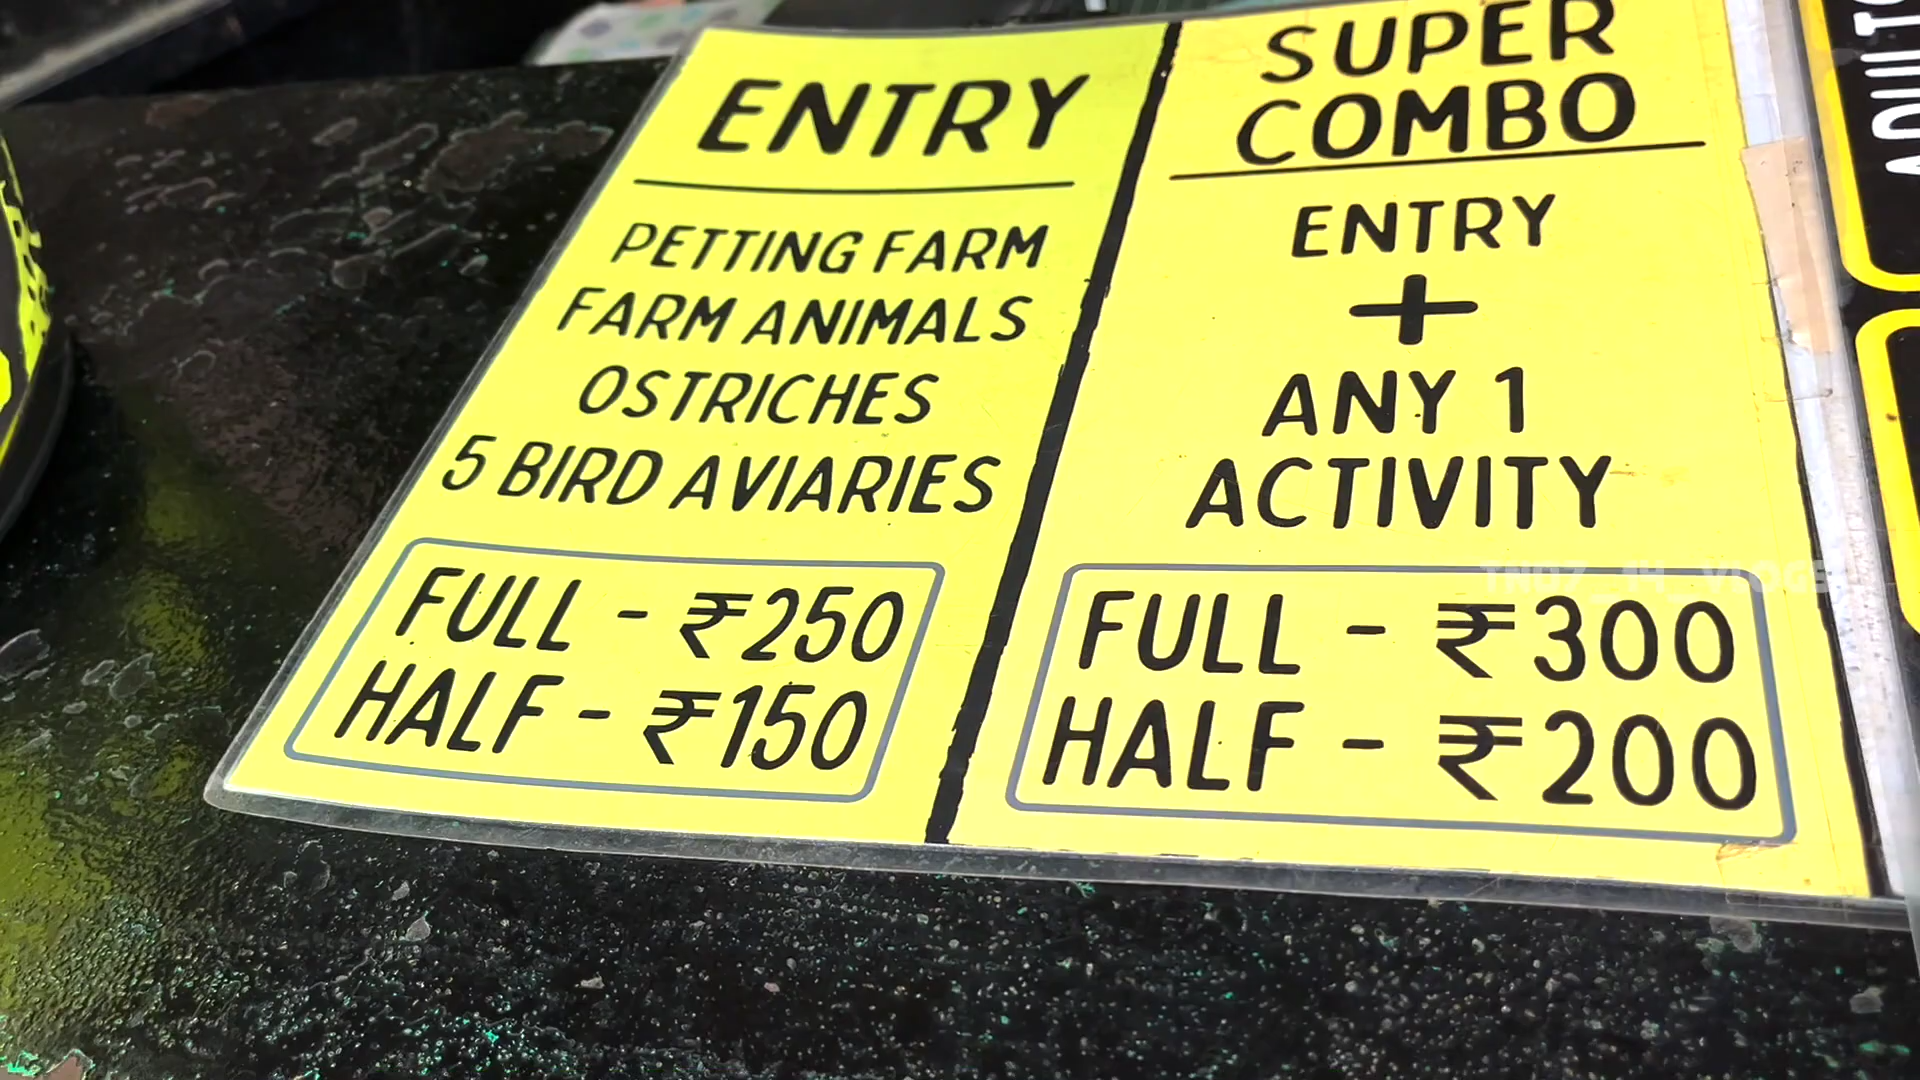 ENTRY
PETTING FARM
FARM ANIMALS
OSTRICHES
5 BIRD AVIARIES
FULL - ₹250
HALF - ₹150
SUPER
COMBO
ENTRY
+
ANY 1
ACTIVITY
FULL - ₹300
HALF - ₹200